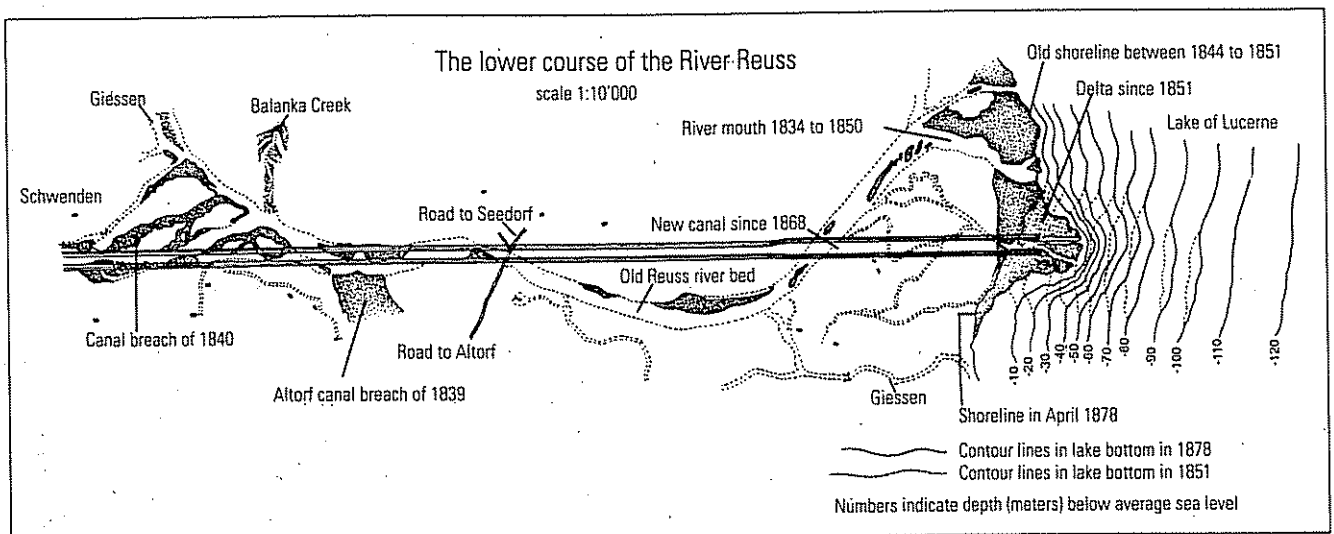 The lower course of the River Reuss
scale 1:10'000
Old shoreline between 1844 to 1851
Delta since 1851
Giessen
Balanka Creek
River mouth 1834 to 1850
Lake of Lucerne
Schwenden
Road to Seedorf
New canal since 1868
Old Reuss river bed
Canal breach of 1840
Road to Altorf
Altorf canal breach of 1839
Giessen
-10
-20
-30
-40
-50
-60
-70
-80
-90
-100
-110
-120
Shoreline in April 1878
Contour lines in lake bottom in 1878
Contour lines in lake bottom in 1851
Numbers indicate depth (meters) below average sea level